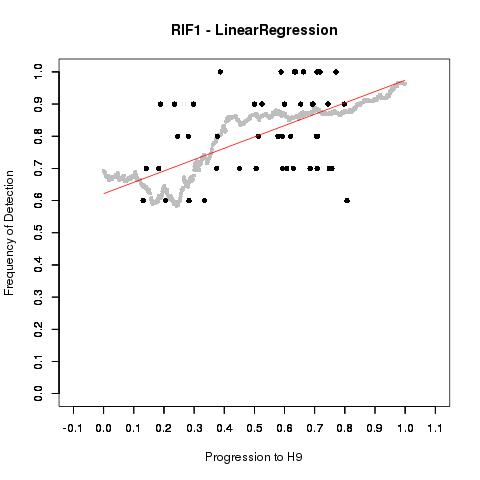 RIF1 - LinearRegression
Frequency of Detection
1.0
0.9
0.8
0.7
0.6
0.5
0.4
0.3
0.2
0.1
0.0
-0.1 0.0 0.1 0.2 0.3 0.4 0.5 0.6 0.7 0.8 0.9 1.0 1.1
Progression to H9